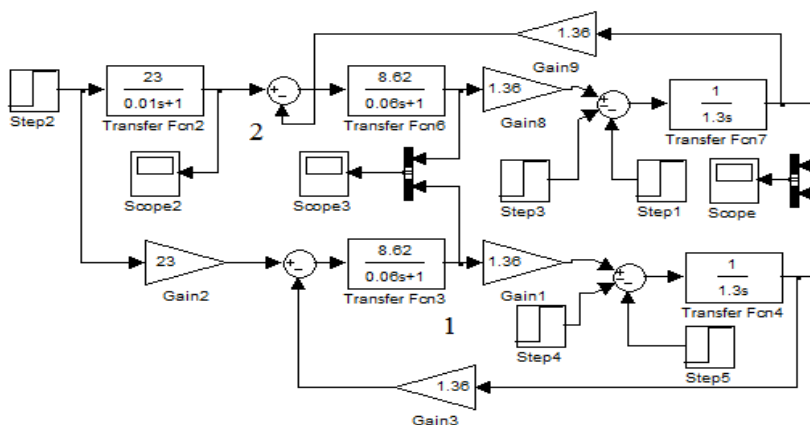 1.36
Gain9
23
0.01s+1
Step2
Transfer Fcn2
2
8.62
0.06s+1
Transfer Fcn6
1.36
Gain8
1
1.3s
Transfer Fcn7
Scope2
Scope3
Step3
Step1
Scope
23
Gain2
8.62
0.06s+1
Transfer Fcn3
1
1.36
Gain1
Step4
1
1.3s
Transfer Fcn4
Step5
1.36
Gain3